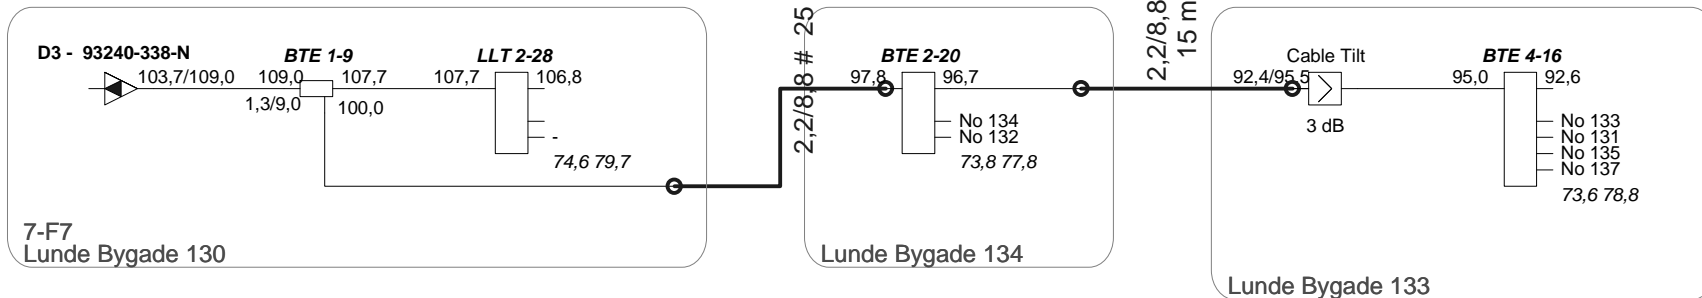 D3 - 93240-338-N
BTE 1-9
LLT 2-28
103,7/109,0
109,0
107,7
107,7
106,8
1,3/9,0
100,0
-
74,6 79,7
7-F7
Lunde Bygade 130
2,2/8,8 # 25
BTE 2-20
97,8
96,7
No 134
No 132
73,8 77,8
Lunde Bygade 134
2,2/8,8
15 m
Cable Tilt
92,4/95,5
3 dB
BTE 4-16
95,0
92,6
No 133
No 131
No 135
No 137
73,6 78,8
Lunde Bygade 133